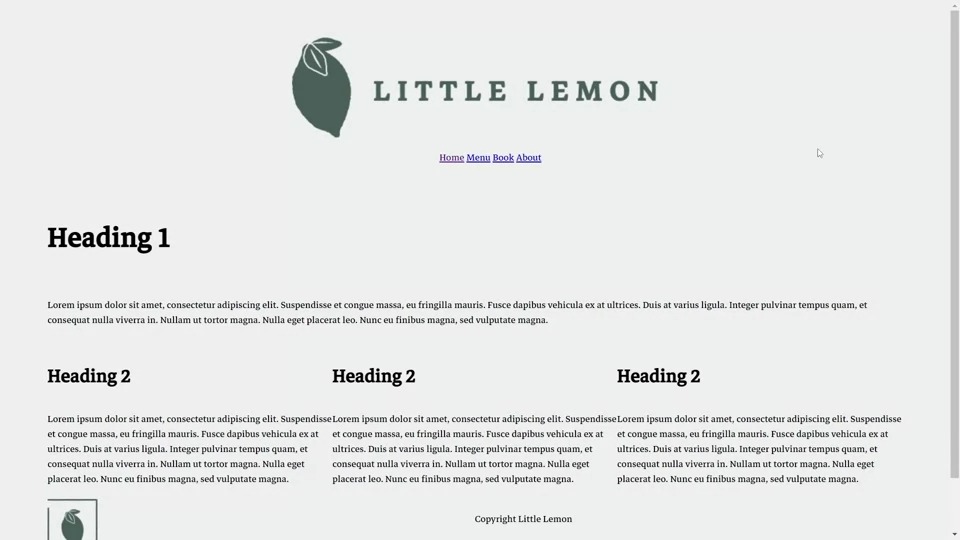 LITTLE LEMON
Home Menu Book About
Heading 1
Lorem ipsum dolor sit amet, consectetur adipiscing elit. Suspendisse et congue massa, eu fringilla mauris. Fusce dapibus vehicula ex at ultrices. Duis at varius ligula. Integer pulvinar tempus quam, et
consequat nulla viverra in. Nullam ut tortor magna. Nulla eget placerat leo. Nunc eu finibus magna, sed vulputate magna.
Heading 2
Lorem ipsum dolor sit amet, consectetur adipiscing elit. Suspendisse
et congue massa, eu fringilla mauris. Fusce dapibus vehicula ex at
ultrices. Duis at varius ligula. Integer pulvinar tempus quam, et
consequat nulla viverra in. Nullam ut tortor magna. Nulla eget
placerat leo. Nunc eu finibus magna, sed vulputate magna.
Heading 2
Lorem ipsum dolor sit amet, consectetur adipiscing elit. Suspendisse
et congue massa, eu fringilla mauris. Fusce dapibus vehicula ex at
ultrices. Duis at varius ligula. Integer pulvinar tempus quam, et
consequat nulla viverra in. Nullam ut tortor magna. Nulla eget
placerat leo. Nunc eu finibus magna, sed vulputate magna.
Heading 2
Lorem ipsum dolor sit amet, consectetur adipiscing elit. Suspendisse
et congue massa, eu fringilla mauris. Fusce dapibus vehicula ex at
ultrices. Duis at varius ligula. Integer pulvinar tempus quam, et
consequat nulla viverra in. Nullam ut tortor magna. Nulla eget
placerat leo. Nunc eu finibus magna, sed vulputate magna.
Copyright Little Lemon